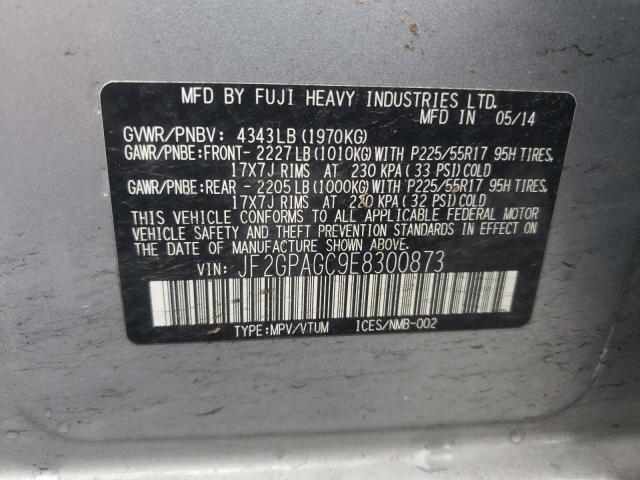 MFD BY FUJI HEAVY INDUSTRIES LTD.
MFD IN 05/14
GVWR/PNBV: 4343LB(1970KG)
GAWR/PNBE:FRONT- 2227LB(1010KG)WITH P225/55R17 95H TIRES,
17X7J RIMS AT 230 KPA(33 PSI)COLD
GAWR/PNBE:REAR - 2205LB(1000KG)WITH P225/55R17 95H TIRES,
17X7J RIMS AT 220 KPA(32 PSI)COLD
THIS VEHICLE CONFORMS TO ALL APPLICABLE FEDERAL MOTOR
VEHICLE SAFETY AND THEFT PREVENTION STANDARDS IN EFFECT ON
THE DATE OF MANUFACTURE SHOWN ABOVE.
VIN: JF2GPAGC9E8300873
TYPE:MPV/VTUM ICES/NMB-002